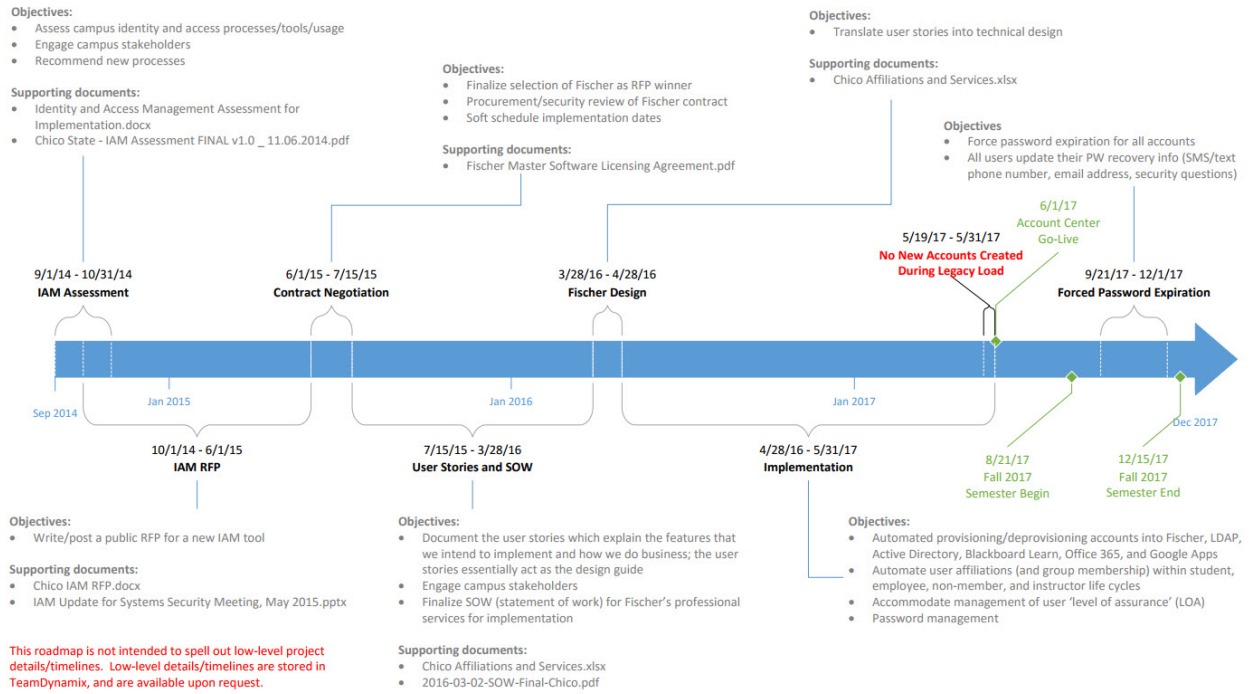 Objectives:
• Assess campus identity and access processes/tools/usage
• Engage campus stakeholders
• Recommend new processes
Supporting documents:
• Identity and Access Management Assessment for
Implementation.docx
• Chico State - IAM Assessment FINAL v1.0 _ 11.06.2014.pdf
Objectives:
• Finalize selection of Fischer as RFP winner
• Procurement/security review of Fischer contract
• Soft schedule implementation dates
Supporting documents:
• Fischer Master Software Licensing Agreement.pdf
Objectives:
• Translate user stories into technical design
Supporting documents:
• Chico Affiliations and Services.xlsx
Objectives
• Force password expiration for all accounts
• All users update their PW recovery info (SMS/text
phone number, email address, security questions)
6/1/17
Account Center
Go-Live
9/1/14 - 10/31/14
IAM Assessment
6/1/15 - 7/15/15
Contract Negotiation
3/28/16 - 4/28/16
Fischer Design
5/19/17 - 5/31/17
No New Accounts Created
During Legacy Load
9/21/17 - 12/1/17
Forced Password Expiration
Sep 2014
Jan 2015
Jan 2016
Jan 2017
Dec 2017
10/1/14 - 6/1/15
IAM RFP
7/15/15 - 3/28/16
User Stories and SOW
4/28/16 - 5/31/17
Implementation
8/21/17
Fall 2017
Semester Begin
12/15/17
Fall 2017
Semester End
Objectives:
• Write/post a public RFP for a new IAM tool
Supporting documents:
• Chico IAM RFP.docx
• IAM Update for Systems Security Meeting, May 2015.pptx
Objectives:
• Document the user stories which explain the features that
we intend to implement and how we do business; the user
stories essentially act as the design guide
• Engage campus stakeholders
• Finalize SOW (statement of work) for Fischer's professional
services for implementation
Supporting documents:
• Chico Affiliations and Services.xlsx
• 2016-03-02-SOW-Final-Chico.pdf
Objectives:
• Automated provisioning/deprovisioning accounts into Fischer, LDAP,
Active Directory, Blackboard Learn, Office 365, and Google Apps
• Automate user affiliations (and group membership) within student,
employee, non-member, and instructor life cycles
• Accommodate management of user 'level of assurance' (LOA)
• Password management
This roadmap is not intended to spell out low-level project
details/timelines. Low-level details/timelines are stored in
TeamDynamix, and are available upon request.